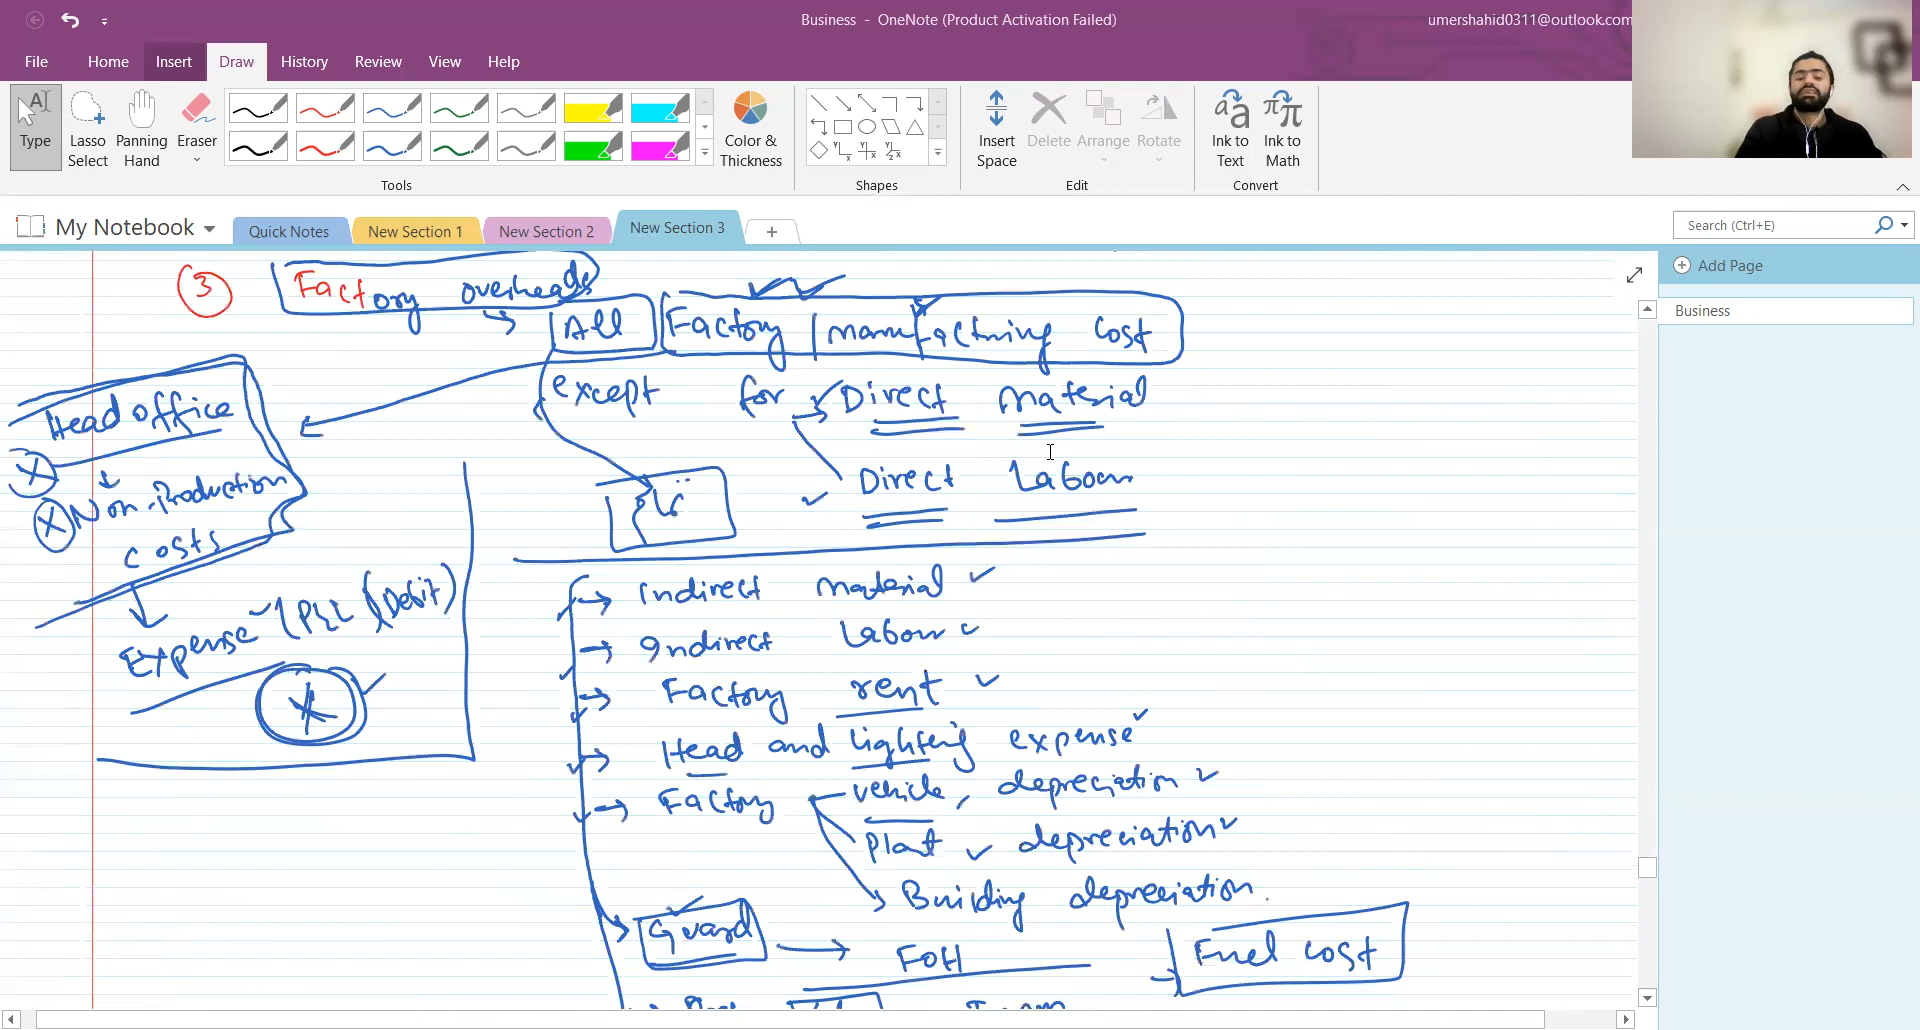 Business - OneNote (Product Activation Failed)
umershahid0311@outlook.com
File Home Insert Draw History Review View Help
Type
Lasso Select
Panning Hand
Eraser
Color & Thickness
Insert Space
Delete
Arrange
Rotate
Ink to Text
Ink to Math
Tools
Shapes
Edit
Convert
My Notebook
Quick Notes
New Section 1
New Section 2
New Section 3
Search (Ctrl+E)
Add Page
Business
3 Factory overheads
All Factory | manufacturing cost
except for Direct material
Direct Labour
Head office
Non-Production
costs
Expense P&L (Debit)
Indirect material
Indirect Labour
Factory rent
Head and lighting expense
Factory vehicle, depreciation
Plant depreciation
Building depreciation.
Guard FOH
Fuel cost